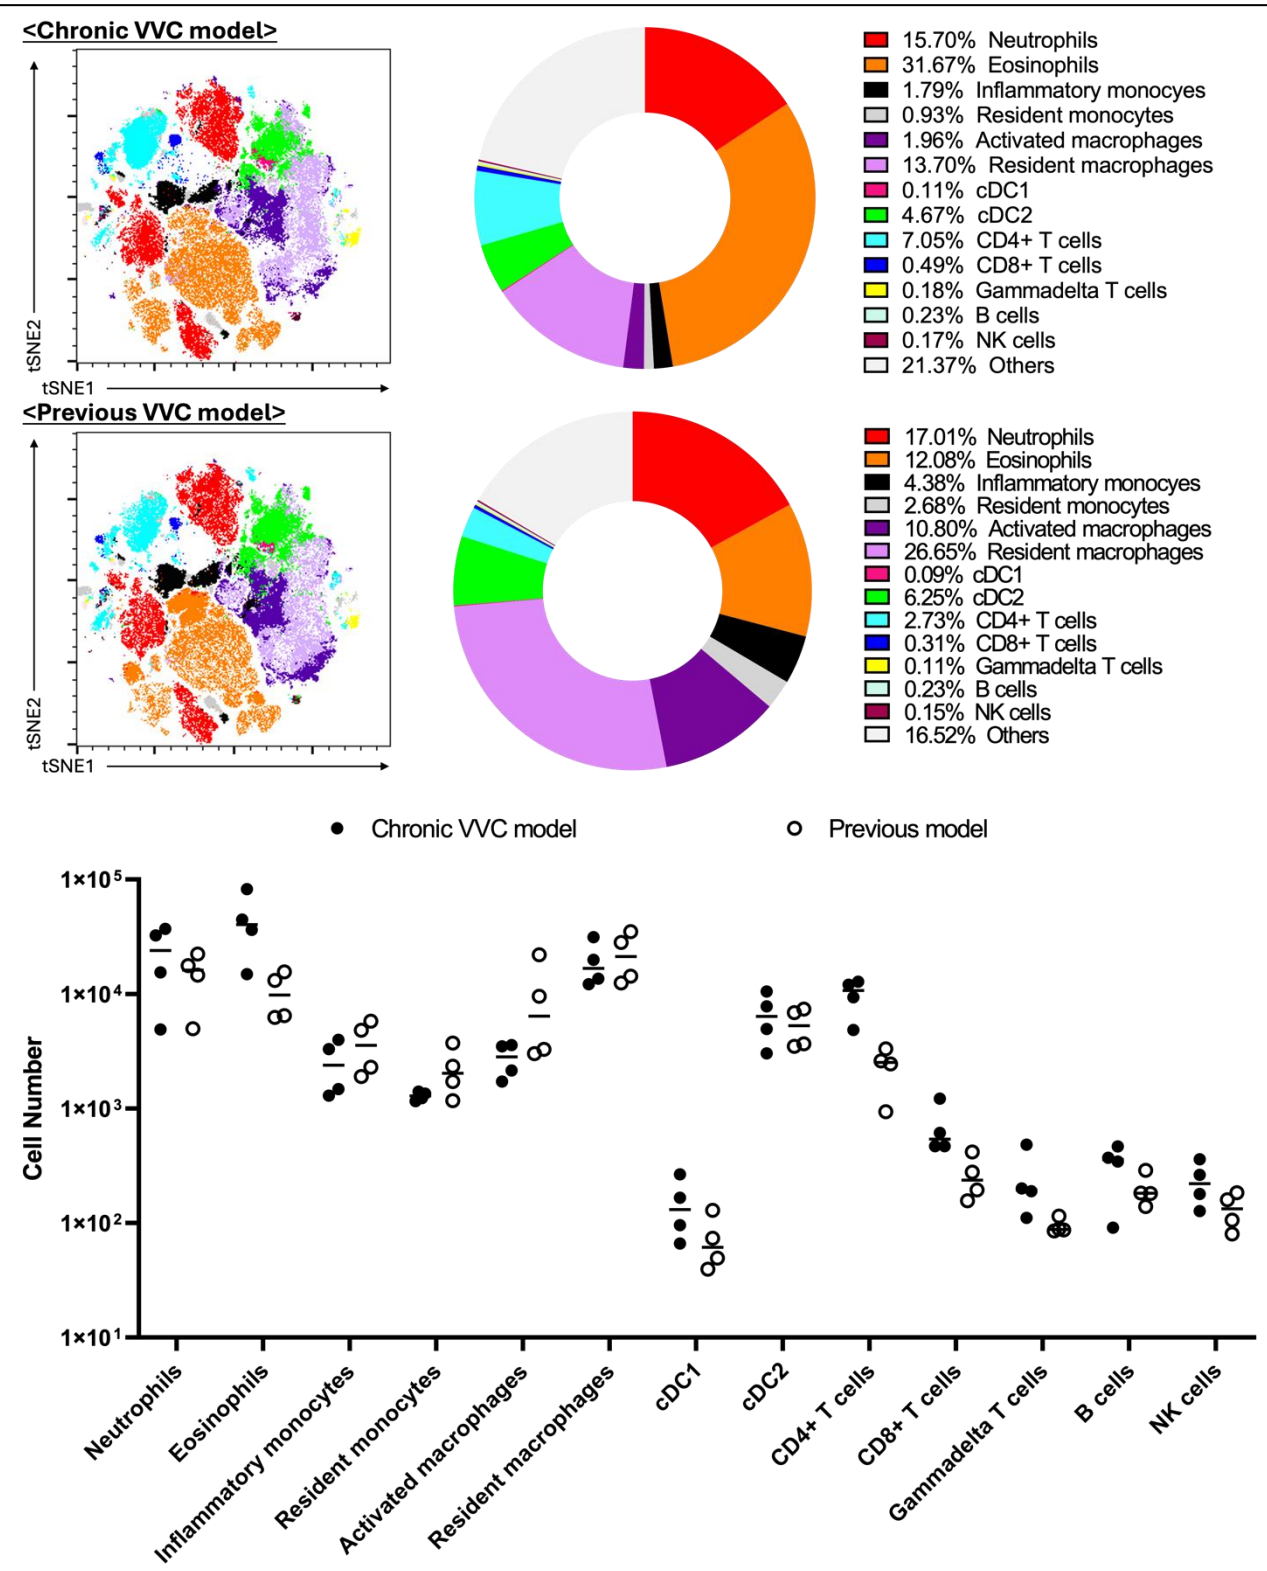 <Chronic VVC model>
tSNE2
tSNE1
15.70% Neutrophils
31.67% Eosinophils
1.79% Inflammatory monocyes
0.93% Resident monocytes
1.96% Activated macrophages
13.70% Resident macrophages
0.11% cDC1
4.67% cDC2
7.05% CD4+ T cells
0.49% CD8+ T cells
0.18% Gammadelta T cells
0.23% B cells
0.17% NK cells
21.37% Others
<Previous VVC model>
tSNE2
tSNE1
17.01% Neutrophils
12.08% Eosinophils
4.38% Inflammatory monocyes
2.68% Resident monocytes
10.80% Activated macrophages
26.65% Resident macrophages
0.09% cDC1
6.25% cDC2
2.73% CD4+ T cells
0.31% CD8+ T cells
0.11% Gammadelta T cells
0.23% B cells
0.15% NK cells
16.52% Others
Chronic VVC model
Previous model
Cell Number
1×10⁵
1×10⁴
1×10³
1×10²
1×10¹
Neutrophils
Eosinophils
Inflammatory monocytes
Resident monocytes
Activated macrophages
Resident macrophages
cDC1
cDC2
CD4+ T cells
CD8+ T cells
Gammadelta T cells
B cells
NK cells